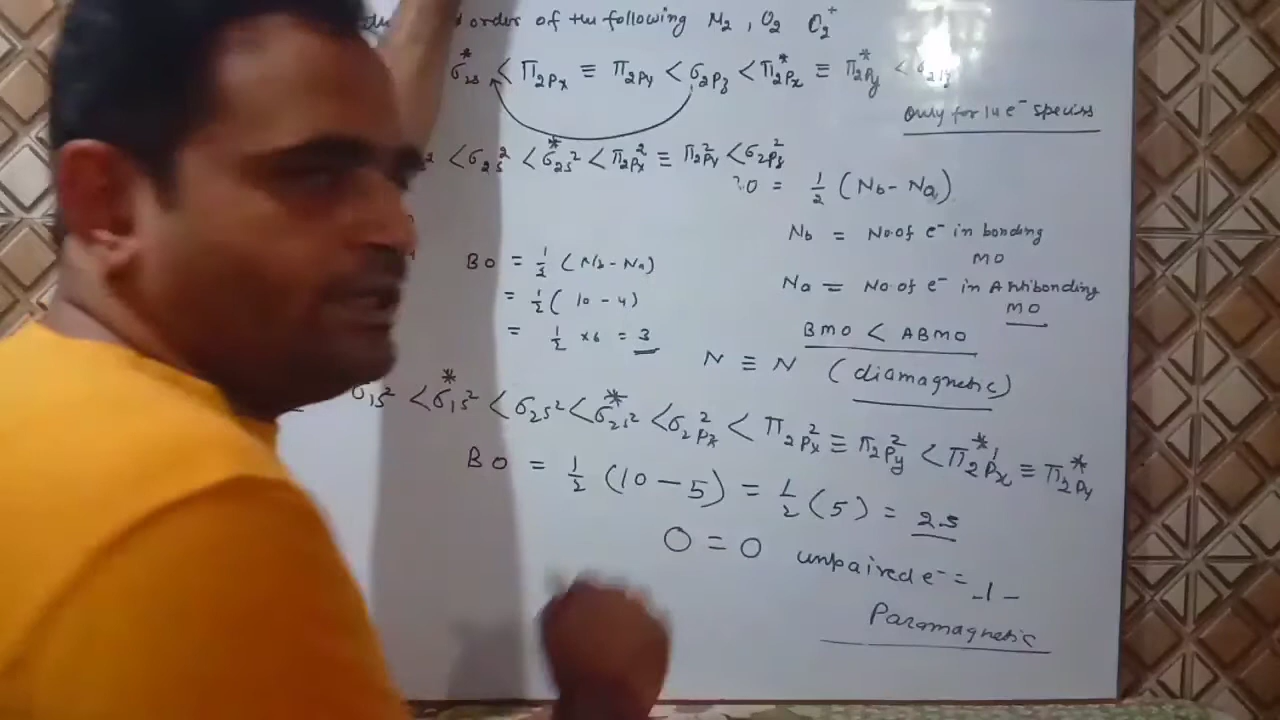 order of the following N2, O2 O2+
σ*2s < Π2Px ≡ Π2Py < σ2Pz < Π*2Px ≡ Π*2Py <
Only for 14 e- species
< σ2s² < σ*2s² < Π2Px² ≡ Π2Py² < σ2Pz²
BO = 1/2 (Nb - Na)
Nb = No of e- in bonding
MO
BO = 1/2 (Nb - Na)
Na = No of e- in Antibonding
MO
= 1/2 (10 - 4)
= 1/2 x6 = 3
BMO < ABMO
N ≡ N (diamagnetic)
σ1s² < σ*1s² < σ2s² < σ*2s² < σ2Pz² < Π2Px² ≡ Π2Py² < Π*2Px¹ ≡ Π*2Py
BO = 1/2 (10 - 5) = 1/2 (5) = 2.5
O = O unpaired e- = -1-
Paramagnetic